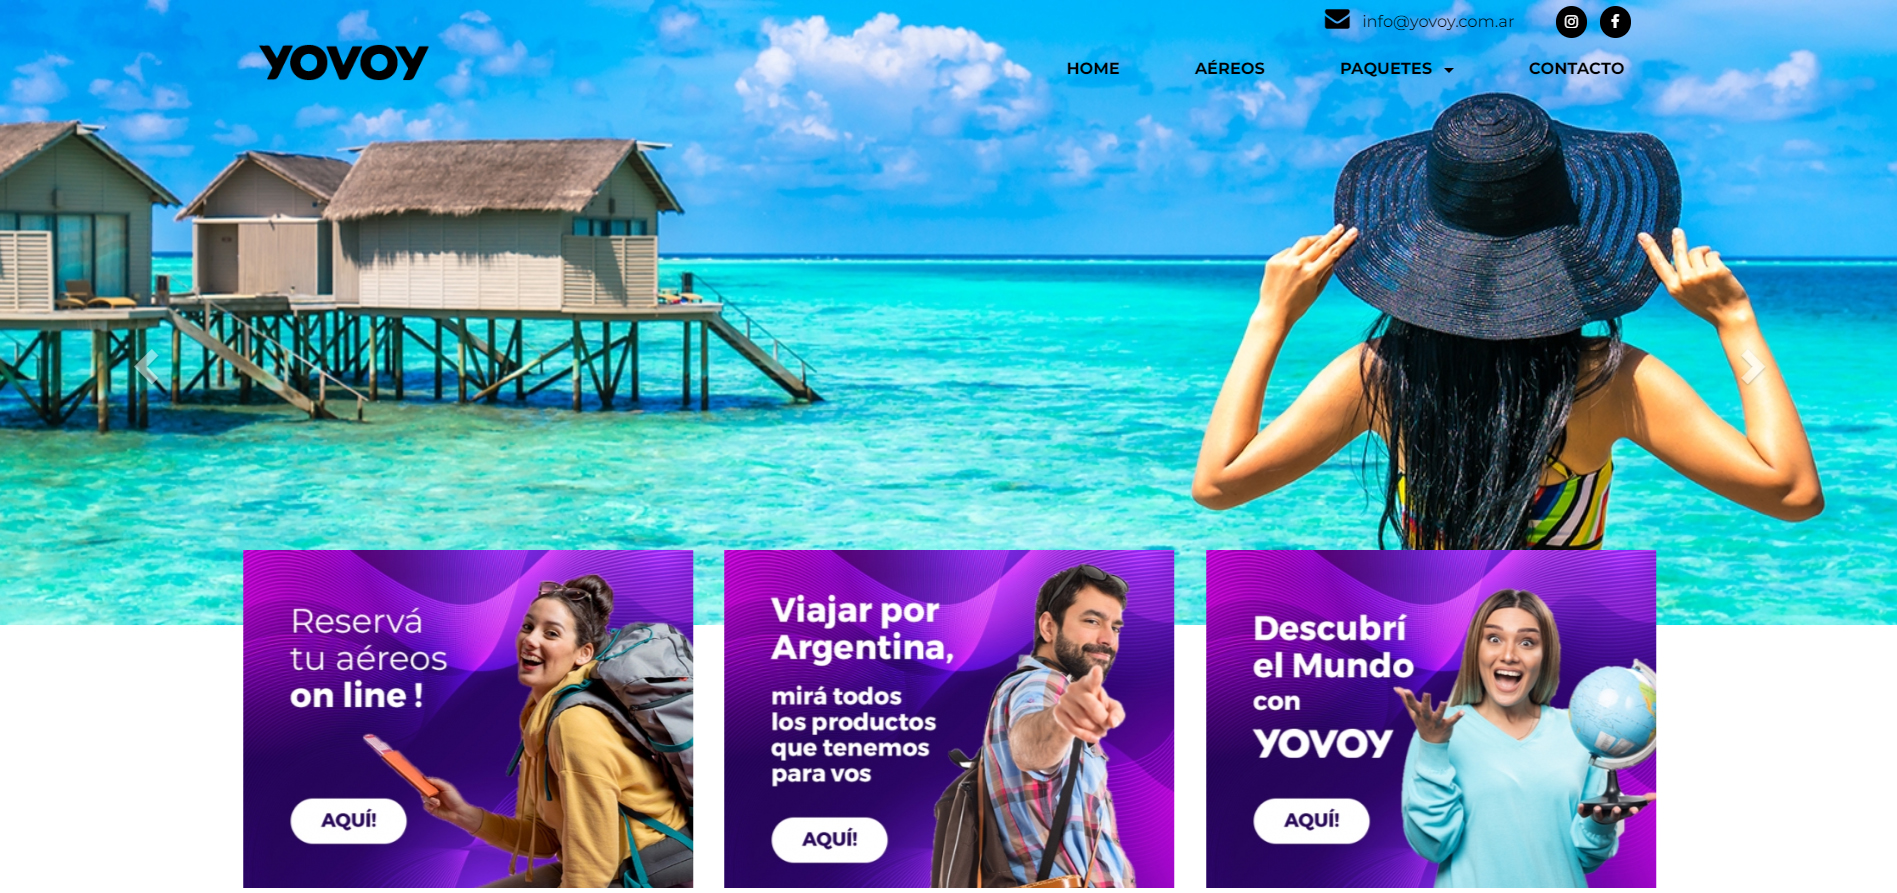 info@yovoy.com.ar
YOVOY
HOME
AÉREOS
PAQUETES
CONTACTO
Reservá
tu aéreos
on line !
AQUÍ!
Viajar por
Argentina,
mirá todos
los productos
que tenemos
para vos
AQUÍ!
Descubrí
el Mundo
con
YOVOY
AQUÍ!